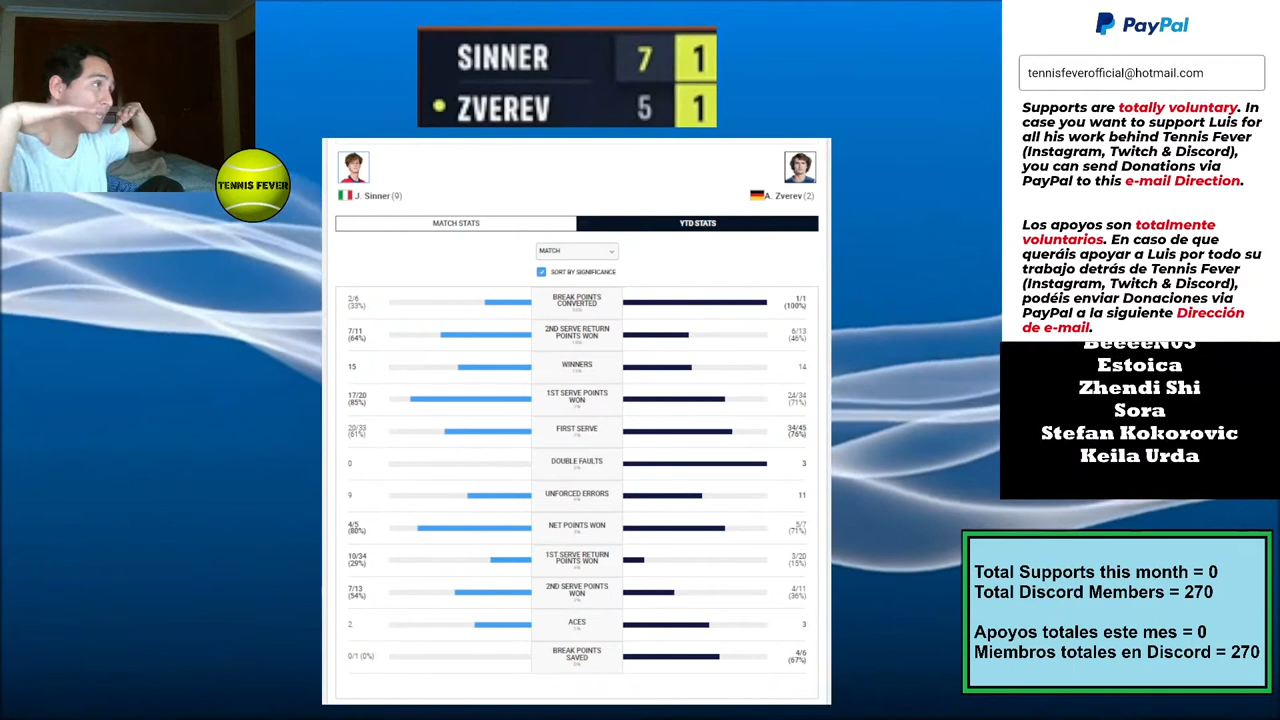 SINNER 7 1
ZVEREV 5 1
J. Sinner (9)
A. Zverev (2)
MATCH STATS
YTD STATS
MATCH
SORT BY SIGNIFICANCE
2/6
(33%)
BREAK POINTS
CONVERTED
1/1
(100%)
7/11
(64%)
2ND SERVE RETURN
POINTS WON
6/13
(46%)
15
WINNERS
14
17/20
(85%)
1ST SERVE POINTS
WON
24/34
(71%)
20/33
(61%)
FIRST SERVE
34/45
(76%)
0
DOUBLE FAULTS
3
9
UNFORCED ERRORS
11
4/5
(80%)
NET POINTS WON
5/7
(71%)
10/34
(29%)
1ST SERVE RETURN
POINTS WON
3/20
(15%)
7/13
(54%)
2ND SERVE POINTS
WON
4/11
(36%)
2
ACES
3
0/1 (0%)
BREAK POINTS
SAVED
4/6
(67%)
TENNIS FEVER
PayPal
tennisfeverofficial@hotmail.com
Supports are totally voluntary. In
case you want to support Luis for
all his work behind Tennis Fever
(Instagram, Twitch & Discord),
you can send Donations via
PayPal to this e-mail Direction.
Los apoyos son totalmente
voluntarios. En caso de que
queráis apoyar a Luis por todo su
trabajo detrás de Tennis Fever
(Instagram, Twitch & Discord),
podéis enviar Donaciones via
PayPal a la siguiente Dirección
de e-mail.
Estoica
Zhendi Shi
Sora
Stefan Kokorovic
Keila Urda
Total Supports this month = 0
Total Discord Members = 270
Apoyos totales este mes = 0
Miembros totales en Discord = 270